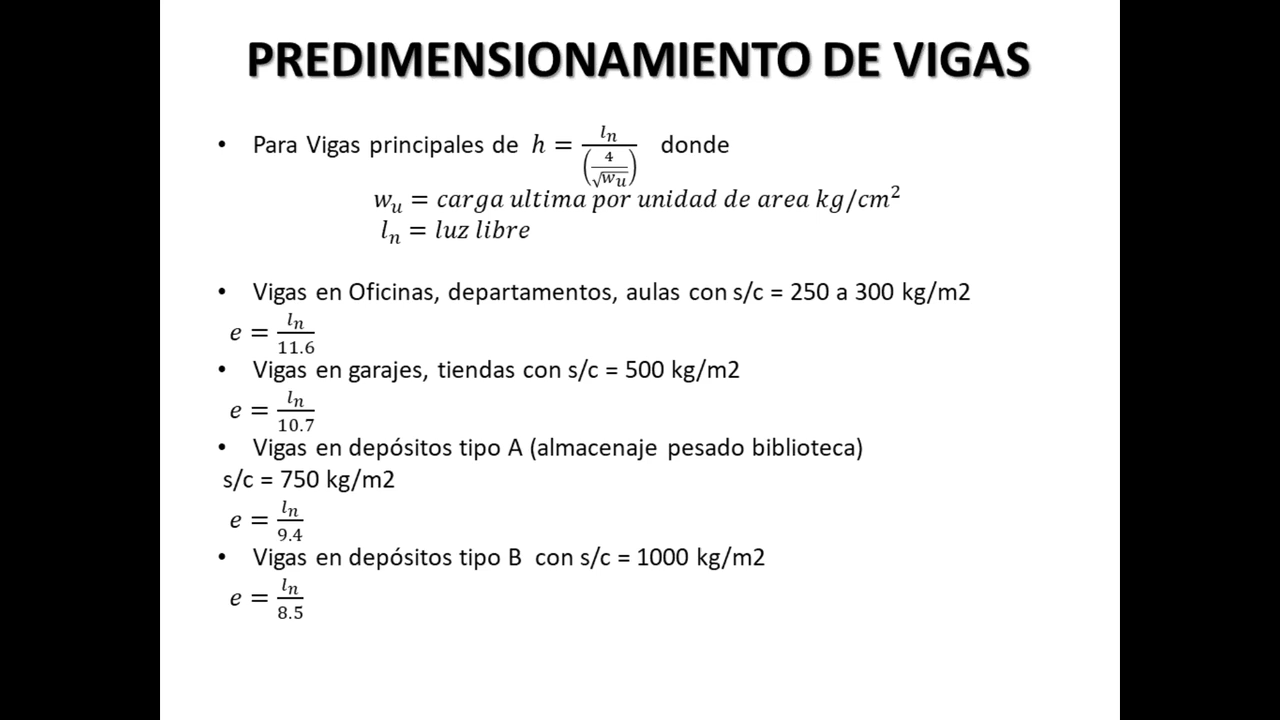 PREDIMENSIONAMIENTO DE VIGAS
• Para Vigas principales de h = l_n / (4 / √w_u) donde
w_u = carga ultima por unidad de area kg/cm²
l_n = luz libre
• Vigas en Oficinas, departamentos, aulas con s/c = 250 a 300 kg/m2
e = l_n / 11.6
• Vigas en garajes, tiendas con s/c = 500 kg/m2
e = l_n / 10.7
• Vigas en depósitos tipo A (almacenaje pesado biblioteca)
s/c = 750 kg/m2
e = l_n / 9.4
• Vigas en depósitos tipo B con s/c = 1000 kg/m2
e = l_n / 8.5